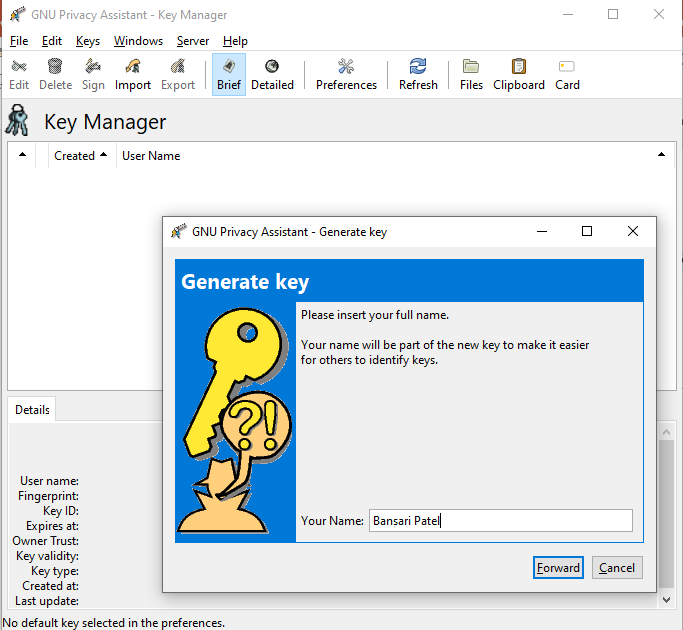 GNU Privacy Assistant - Key Manager
File Edit Keys Windows Server Help
Edit Delete Sign Import Export Brief Detailed Preferences Refresh Files Clipboard Card
Key Manager
Created User Name
GNU Privacy Assistant - Generate key
Generate key
Please insert your full name.
Your name will be part of the new key to make it easier
for others to identify keys.
?!
Your Name: Bansari Patel
Forward Cancel
Details
User name:
Fingerprint:
Key ID:
Expires at:
Owner Trust:
Key validity:
Key type:
Created at:
Last update:
No default key selected in the preferences.